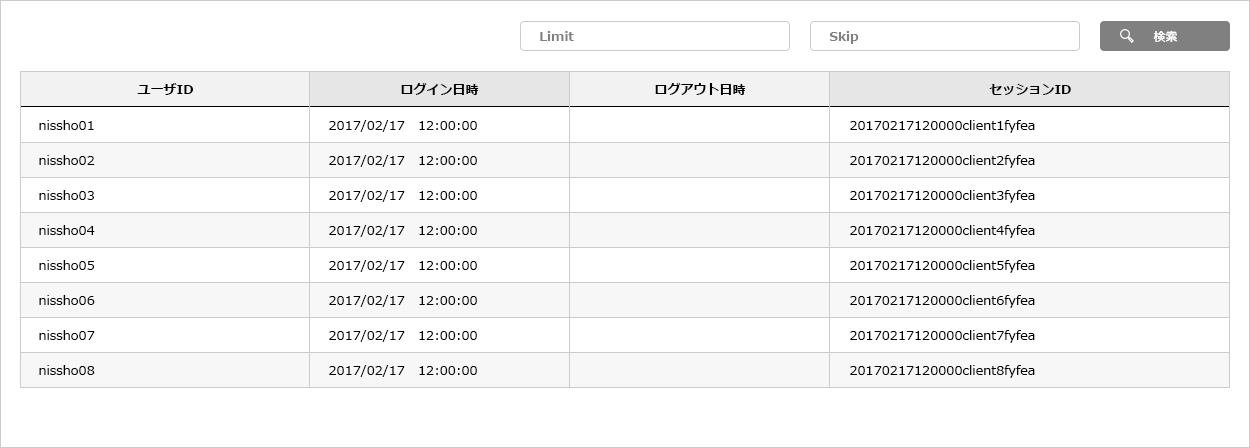 Limit Skip 検索
ユーザID ログイン日時 ログアウト日時 セッションID
nissho01 2017/02/17 12:00:00 20170217120000client1fyfea
nissho02 2017/02/17 12:00:00 20170217120000client2fyfea
nissho03 2017/02/17 12:00:00 20170217120000client3fyfea
nissho04 2017/02/17 12:00:00 20170217120000client4fyfea
nissho05 2017/02/17 12:00:00 20170217120000client5fyfea
nissho06 2017/02/17 12:00:00 20170217120000client6fyfea
nissho07 2017/02/17 12:00:00 20170217120000client7fyfea
nissho08 2017/02/17 12:00:00 20170217120000client8fyfea